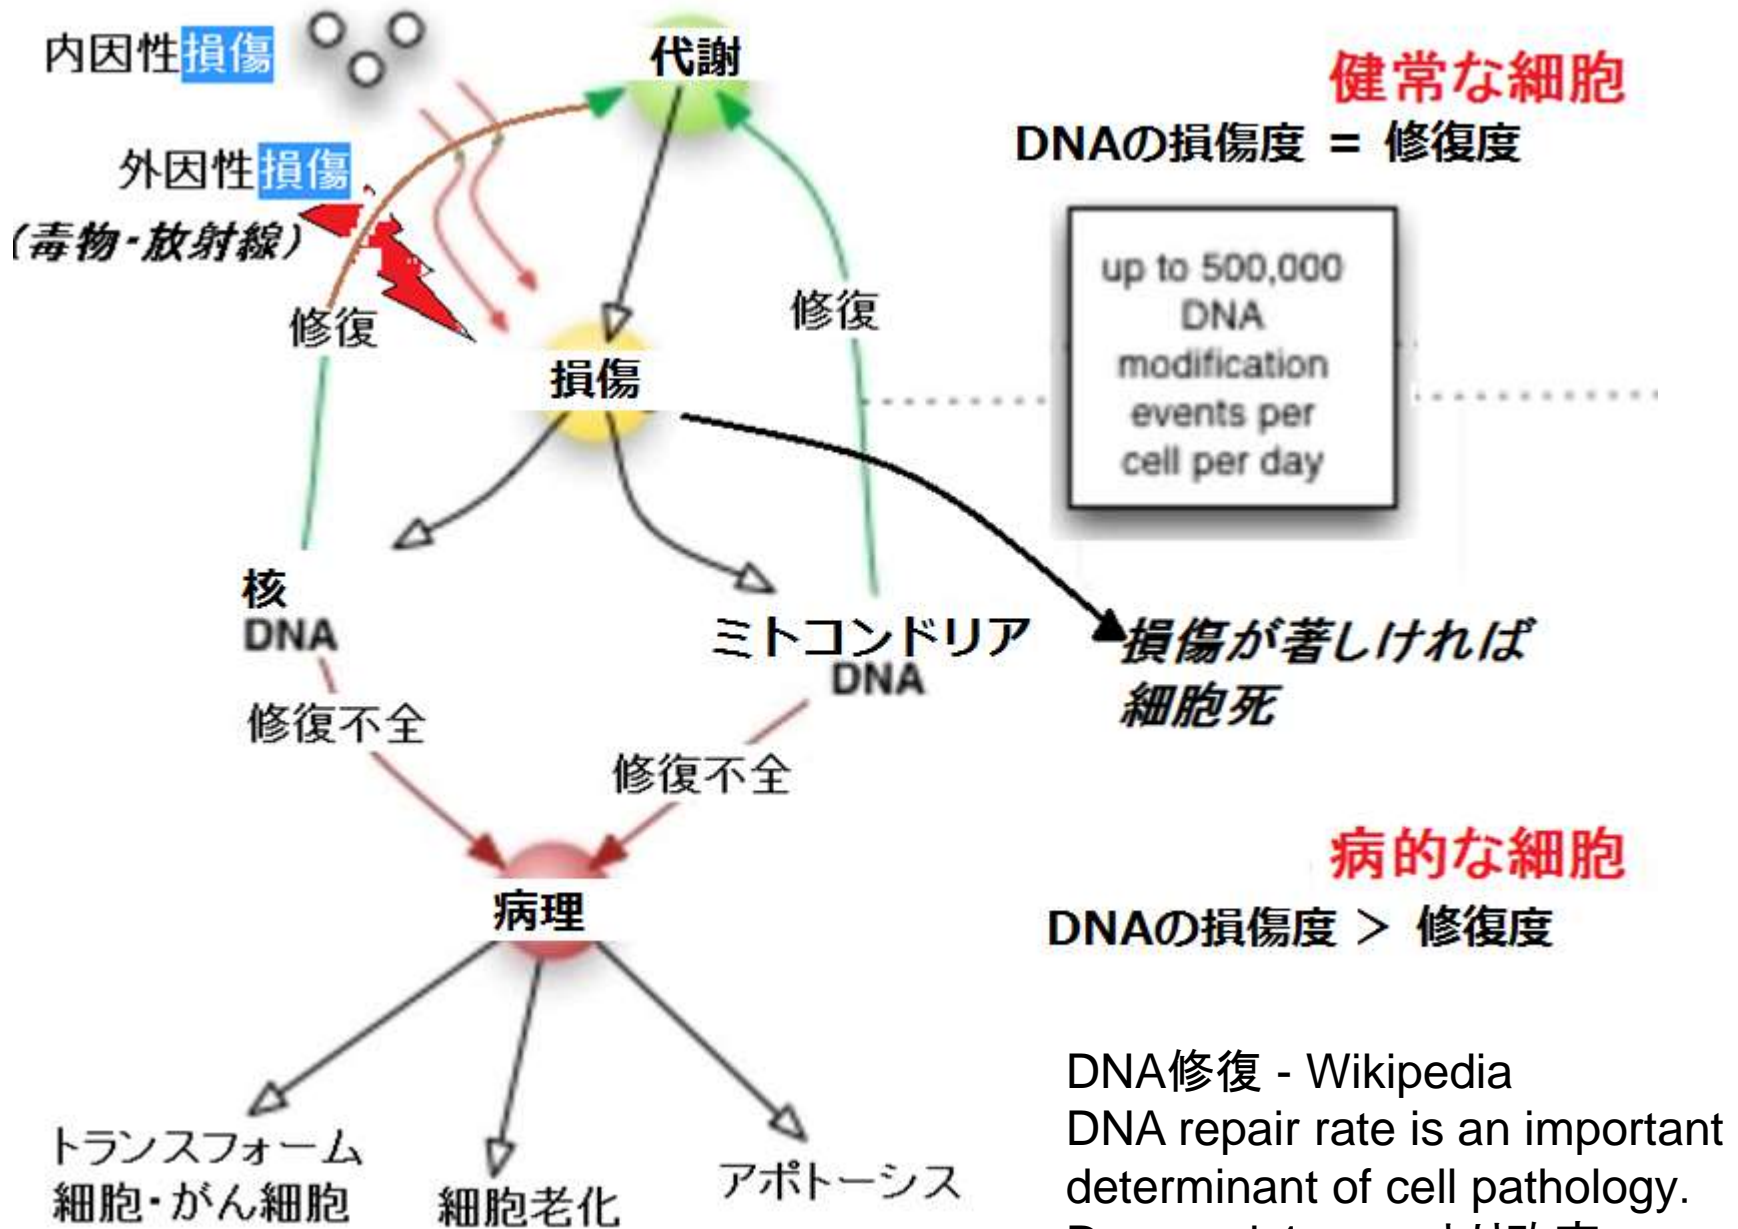 内因性損傷
代謝
健常な細胞
DNAの損傷度 = 修復度
外因性損傷
(毒物・放射線)
up to 500,000
DNA
modification
events per
cell per day
修復
修復
損傷
核
DNA
ミトコンドリア
DNA
損傷が著しければ
細胞死
修復不全
修復不全
病理
病的な細胞
DNAの損傷度 > 修復度
トランスフォーム
細胞・がん細胞
細胞老化
アポトーシス
DNA修復 - Wikipedia
DNA repair rate is an important
determinant of cell pathology.